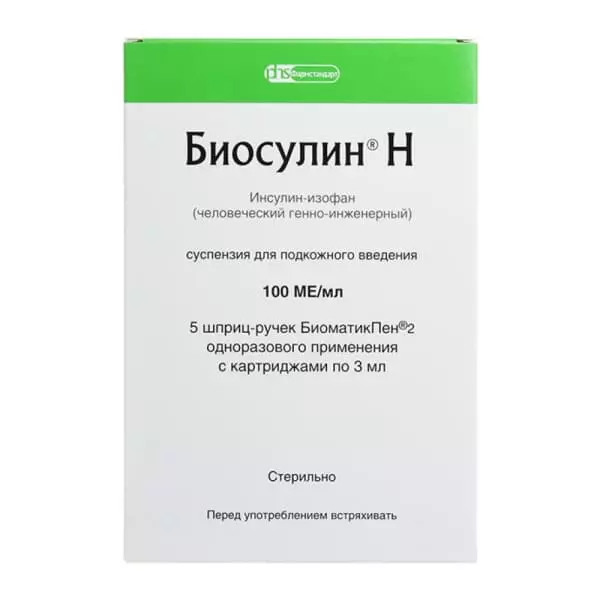 phs Фармстандарт
Биосулин® Н
Инсулин-изофан
(человеческий генно-инженерный)
суспензия для подкожного введения
100 МЕ/мл
5 шприц-ручек БиоматикПен®2
одноразового применения
с картриджами по 3 мл
Стерильно
Перед употреблением встряхивать